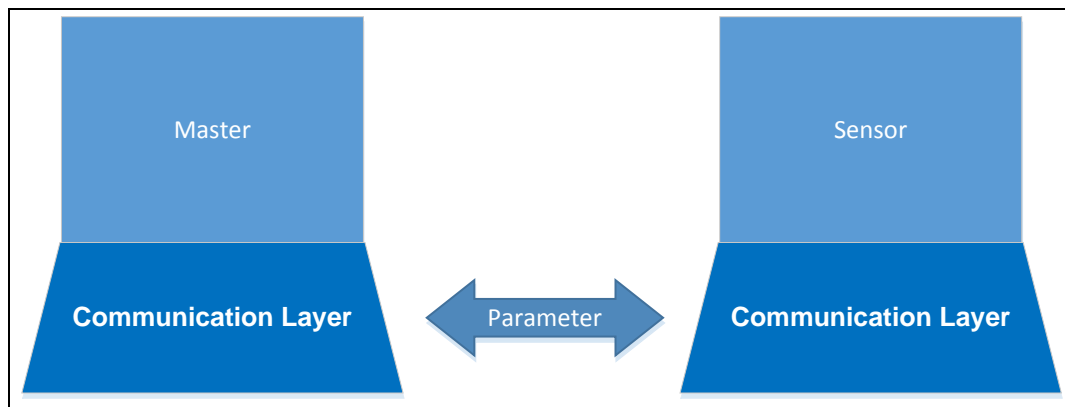 Master
Sensor
Communication Layer
Parameter
Communication Layer